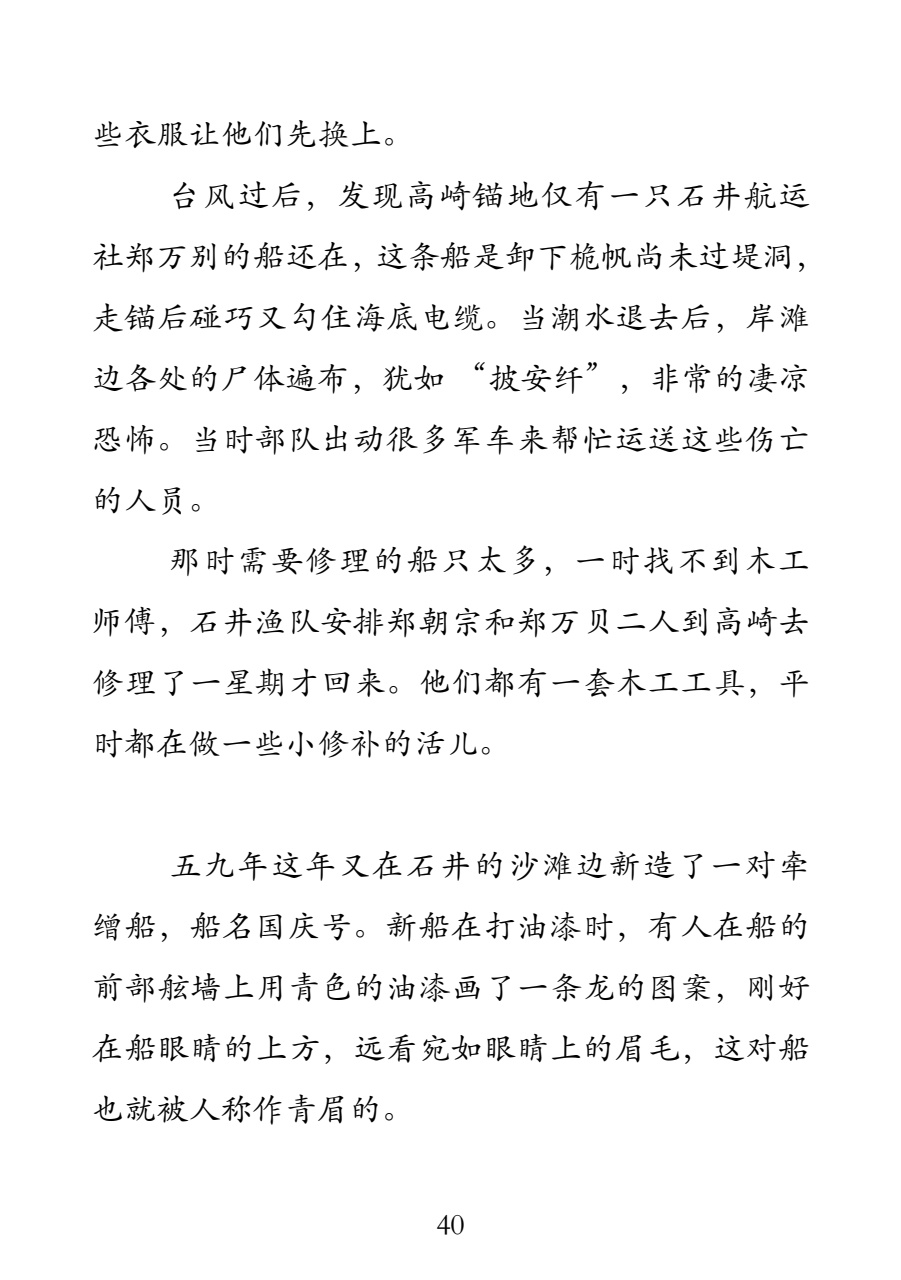 些衣服让他们先换上。
台风过后，发现高崎锚地仅有一只石井航运
社郑万别的船还在，这条船是卸下桅帆尚未过堤洞，
走锚后碰巧又勾住海底电缆。当潮水退去后，岸滩
边各处的尸体遍布，犹如 “披安纤”，非常的凄凉
恐怖。当时部队出动很多军车来帮忙运送这些伤亡
的人员。
那时需要修理的船只太多，一时找不到木工
师傅，石井渔队安排郑朝宗和郑万贝二人到高崎去
修理了一星期才回来。他们都有一套木工工具，平
时都在做一些小修补的活儿。
五九年这年又在石井的沙滩边新造了一对牵
缯船，船名国庆号。新船在打油漆时，有人在船的
前部舷墙上用青色的油漆画了一条龙的图案，刚好
在船眼睛的上方，远看宛如眼睛上的眉毛，这对船
也就被人称作青眉的。
40